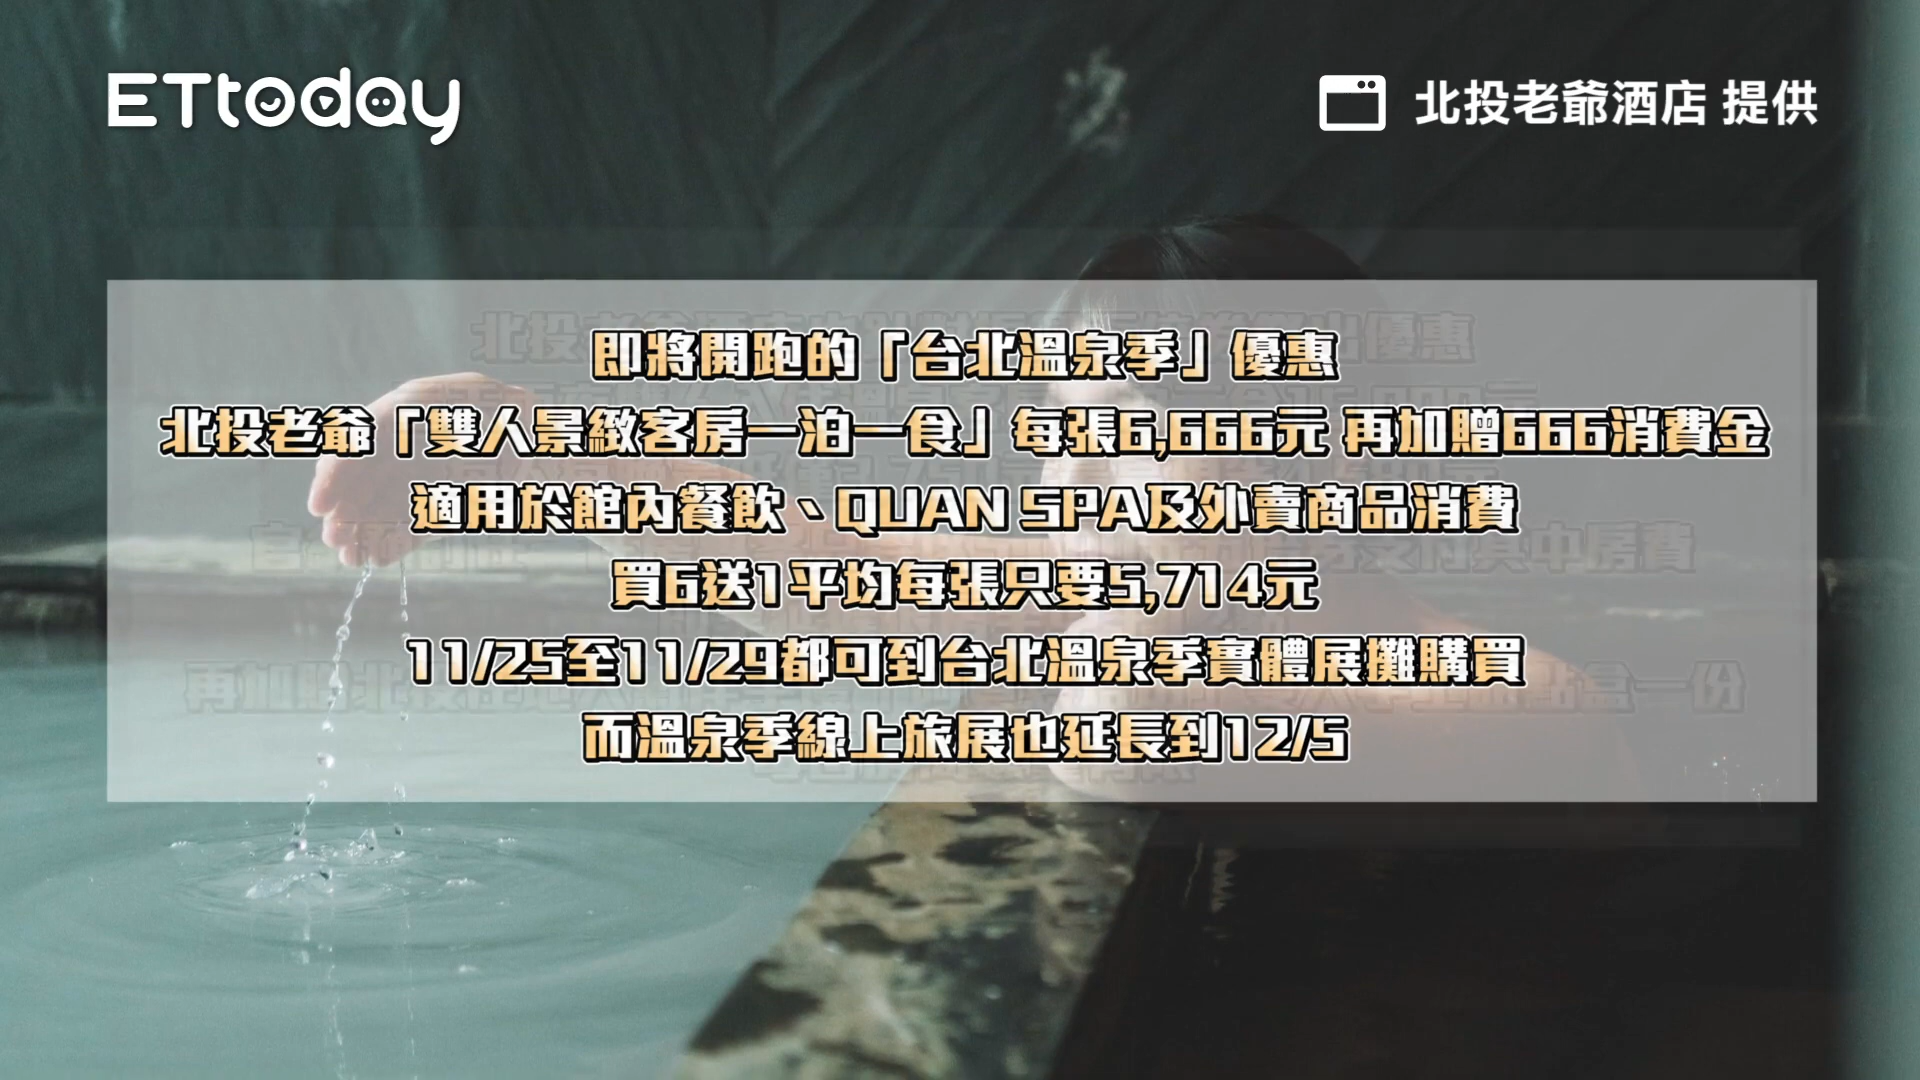 ETtoday
北投老爺酒店 提供
即將開跑的「台北溫泉季」優惠
北投老爺「雙人景緻客房一泊一食」每張6,666元 再加贈666消費金
適用於館內餐飲、QUAN SPA及外賣商品消費
買6送1平均每張只要5,714元
11/25至11/29都可到台北溫泉季實體展攤購買
而溫泉季線上旅展也延長到12/5